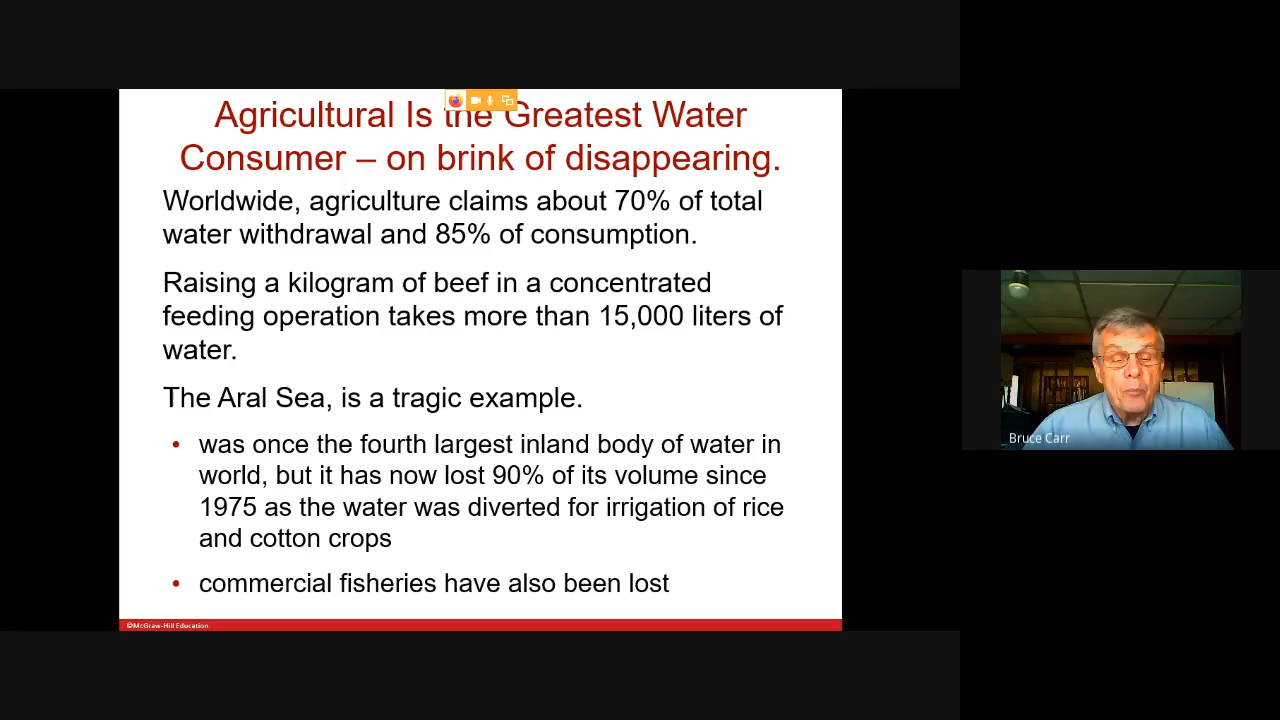 Agricultural Is the Greatest Water
Consumer – on brink of disappearing.
Worldwide, agriculture claims about 70% of total
water withdrawal and 85% of consumption.
Raising a kilogram of beef in a concentrated
feeding operation takes more than 15,000 liters of
water.
The Aral Sea, is a tragic example.
• was once the fourth largest inland body of water in
world, but it has now lost 90% of its volume since
1975 as the water was diverted for irrigation of rice
and cotton crops
• commercial fisheries have also been lost
©McGraw-Hill Education.
Bruce Carr